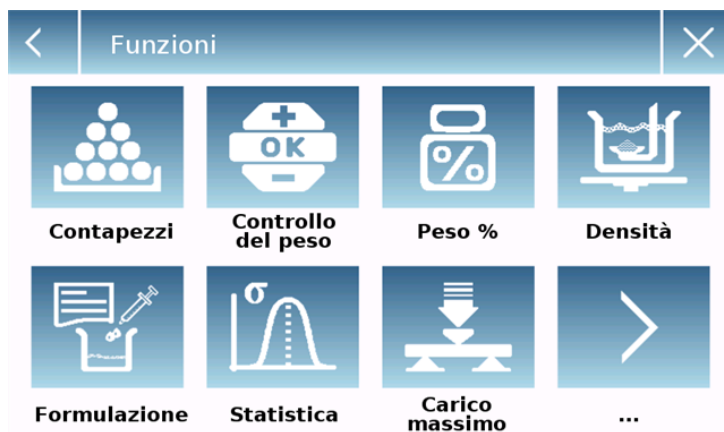 Funzioni
+
OK
-
%
Contapezzi
Controllo
del peso
Peso %
Densità
σ
Formulazione
Statistica
Carico
massimo
...